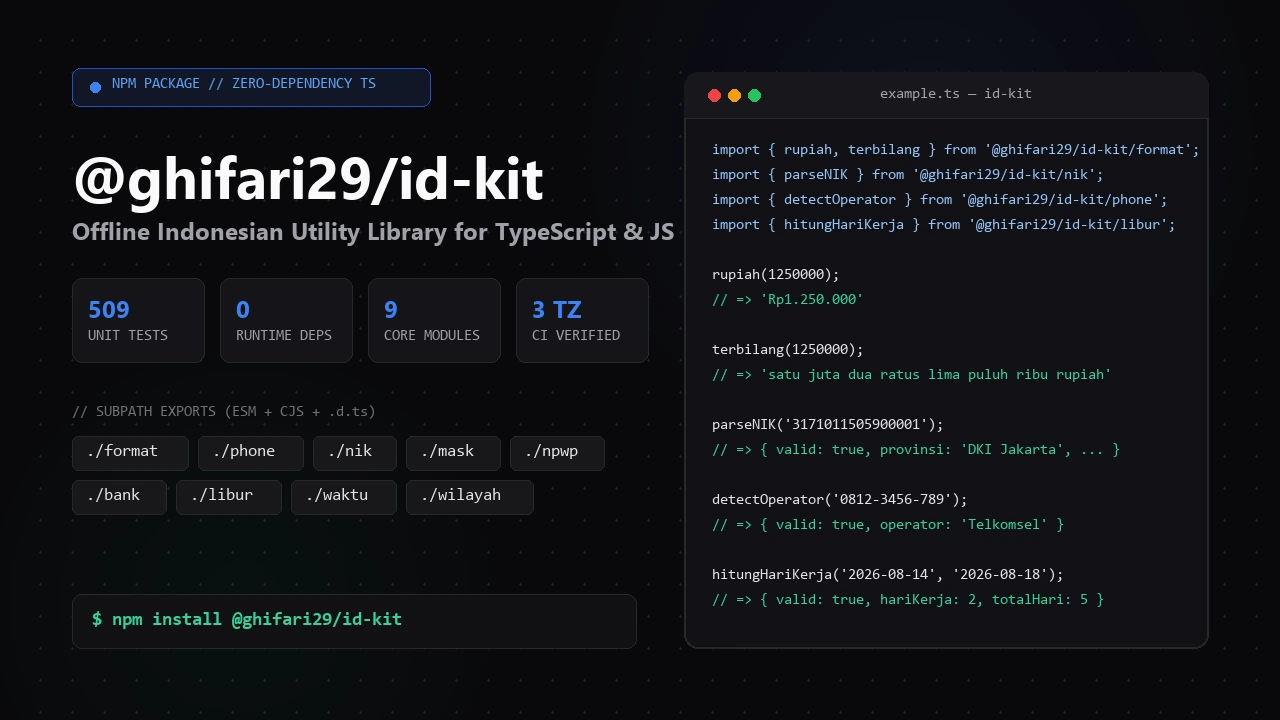 NPM PACKAGE // ZERO-DEPENDENCY TS
@ghifari29/id-kit
Offline Indonesian Utility Library for TypeScript & JS
509
UNIT TESTS
0
RUNTIME DEPS
9
CORE MODULES
3 TZ
CI VERIFIED
// SUBPATH EXPORTS (ESM + CJS + .d.ts)
./format ./phone ./nik ./mask ./npwp
./bank ./libur ./waktu ./wilayah
$ npm install @ghifari29/id-kit
example.ts — id-kit
import { rupiah, terbilang } from '@ghifari29/id-kit/format';
import { parseNIK } from '@ghifari29/id-kit/nik';
import { detectOperator } from '@ghifari29/id-kit/phone';
import { hitungHariKerja } from '@ghifari29/id-kit/libur';
rupiah(1250000);
// => 'Rp1.250.000'
terbilang(1250000);
// => 'satu juta dua ratus lima puluh ribu rupiah'
parseNIK('3171011505900001');
// => { valid: true, provinsi: 'DKI Jakarta', ... }
detectOperator('0812-3456-789');
// => { valid: true, operator: 'Telkomsel' }
hitungHariKerja('2026-08-14', '2026-08-18');
// => { valid: true, hariKerja: 2, totalHari: 5 }